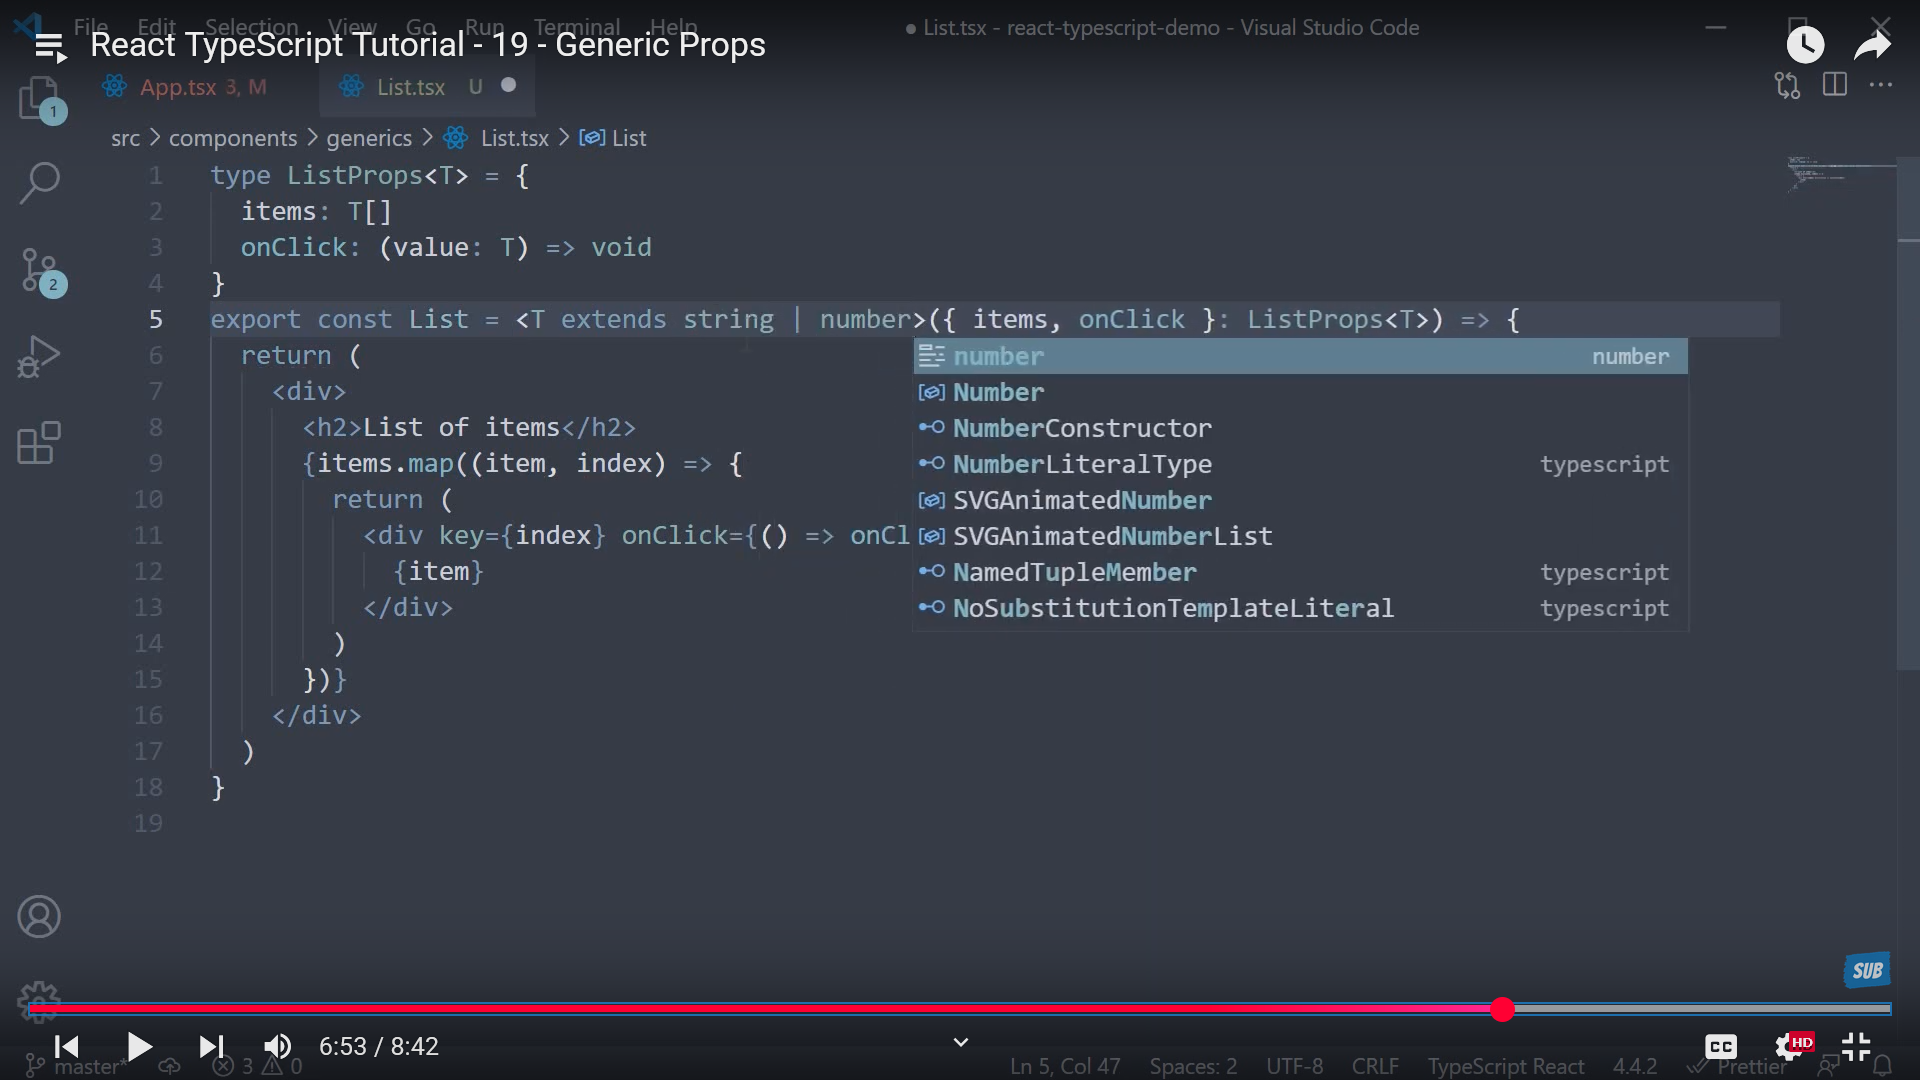 File Edit Selection View Go Run Terminal Help
● List.tsx - react-typescript-demo - Visual Studio Code
React TypeScript Tutorial - 19 - Generic Props
App.tsx 3, M
List.tsx U
1
src > components > generics > List.tsx > List
1 type ListProps<T> = {
2 items: T[]
3 onClick: (value: T) => void
4 }
5 export const List = <T extends string | number>({ items, onClick }: ListProps<T>) => {
6 return (
7 <div>
8 <h2>List of items</h2>
9 {items.map((item, index) => {
10 return (
11 <div key={index} onClick={() => onCl
12 {item}
13 </div>
14 )
15 })}
16 </div>
17 )
18 }
19
number number
Number
NumberConstructor
NumberLiteralType typescript
SVGAnimatedNumber
SVGAnimatedNumberList
NamedTupleMember typescript
NoSubstitutionTemplateLiteral typescript
2
SUB
6:53 / 8:42
CC
HD
master* 3 0
Ln 5, Col 47 Spaces: 2 UTF-8 CRLF TypeScript React 4.4.2 Prettier